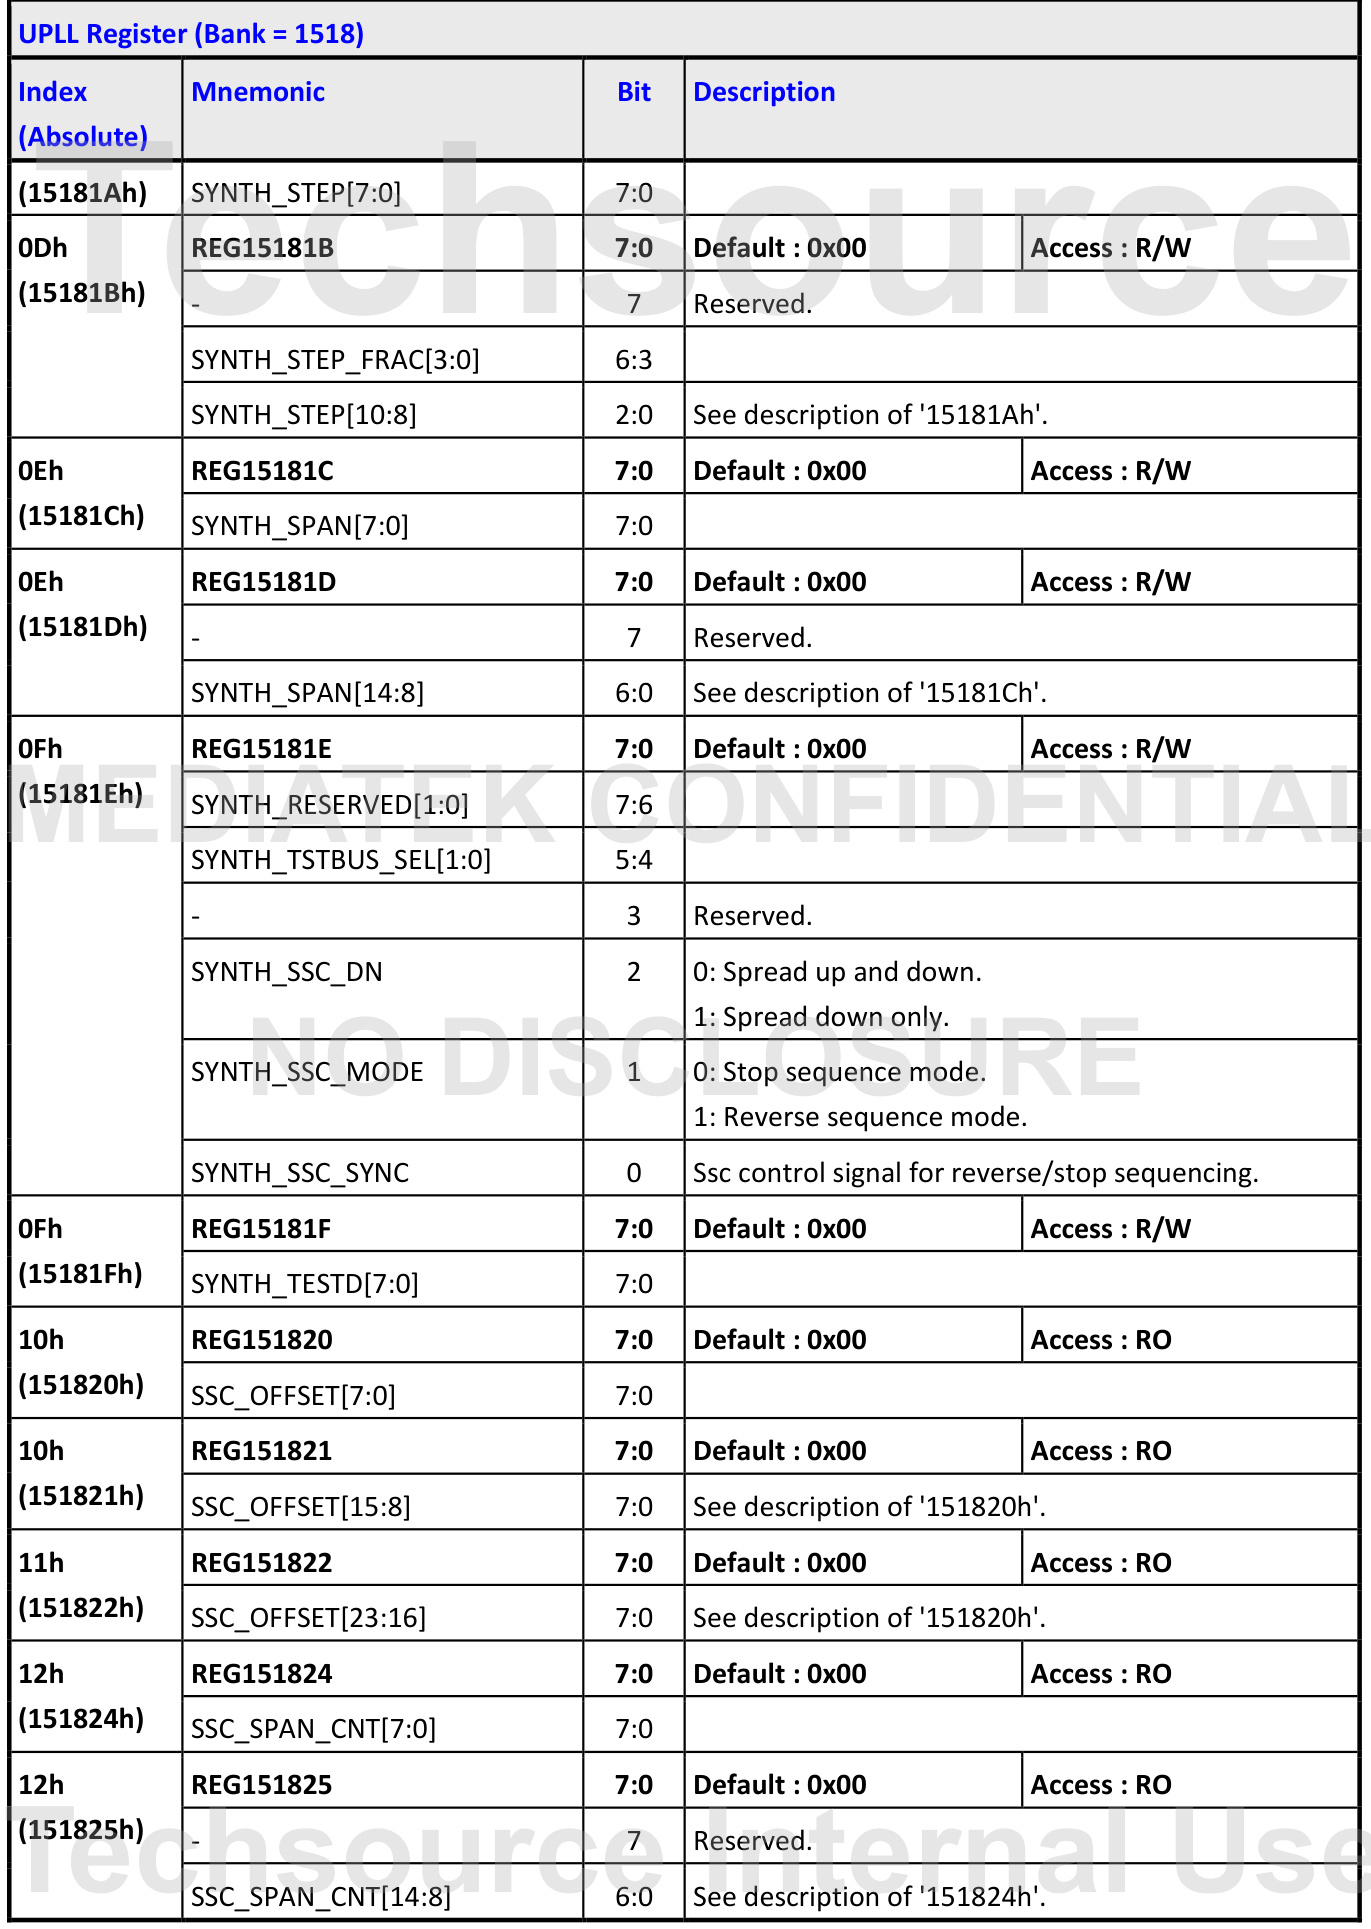 UPLL Register (Bank = 1518)
Index (Absolute) Mnemonic Bit Description
(15181Ah) SYNTH_STEP[7:0] 7:0
0Dh (15181Bh) REG15181B 7:0 Default : 0x00 Access : R/W
- 7 Reserved.
SYNTH_STEP_FRAC[3:0] 6:3
SYNTH_STEP[10:8] 2:0 See description of '15181Ah'.
0Eh (15181Ch) REG15181C 7:0 Default : 0x00 Access : R/W
SYNTH_SPAN[7:0] 7:0
0Eh (15181Dh) REG15181D 7:0 Default : 0x00 Access : R/W
- 7 Reserved.
SYNTH_SPAN[14:8] 6:0 See description of '15181Ch'.
0Fh (15181Eh) REG15181E 7:0 Default : 0x00 Access : R/W
SYNTH_RESERVED[1:0] 7:6
SYNTH_TSTBUS_SEL[1:0] 5:4
- 3 Reserved.
SYNTH_SSC_DN 2 0: Spread up and down.
1: Spread down only.
SYNTH_SSC_MODE 1 0: Stop sequence mode.
1: Reverse sequence mode.
SYNTH_SSC_SYNC 0 Ssc control signal for reverse/stop sequencing.
0Fh (15181Fh) REG15181F 7:0 Default : 0x00 Access : R/W
SYNTH_TESTD[7:0] 7:0
10h (151820h) REG151820 7:0 Default : 0x00 Access : RO
SSC_OFFSET[7:0] 7:0
10h (151821h) REG151821 7:0 Default : 0x00 Access : RO
SSC_OFFSET[15:8] 7:0 See description of '151820h'.
11h (151822h) REG151822 7:0 Default : 0x00 Access : RO
SSC_OFFSET[23:16] 7:0 See description of '151820h'.
12h (151824h) REG151824 7:0 Default : 0x00 Access : RO
SSC_SPAN_CNT[7:0] 7:0
12h (151825h) REG151825 7:0 Default : 0x00 Access : RO
- 7 Reserved.
SSC_SPAN_CNT[14:8] 6:0 See description of '151824h'.
Techsource
MEDIATEK CONFIDENTIAL
NO DISCLOSURE
Techsource Internal Use